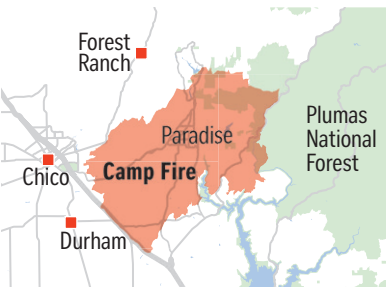 Forest
Ranch
Paradise
Plumas
National
Forest
Camp Fire
Chico
Durham